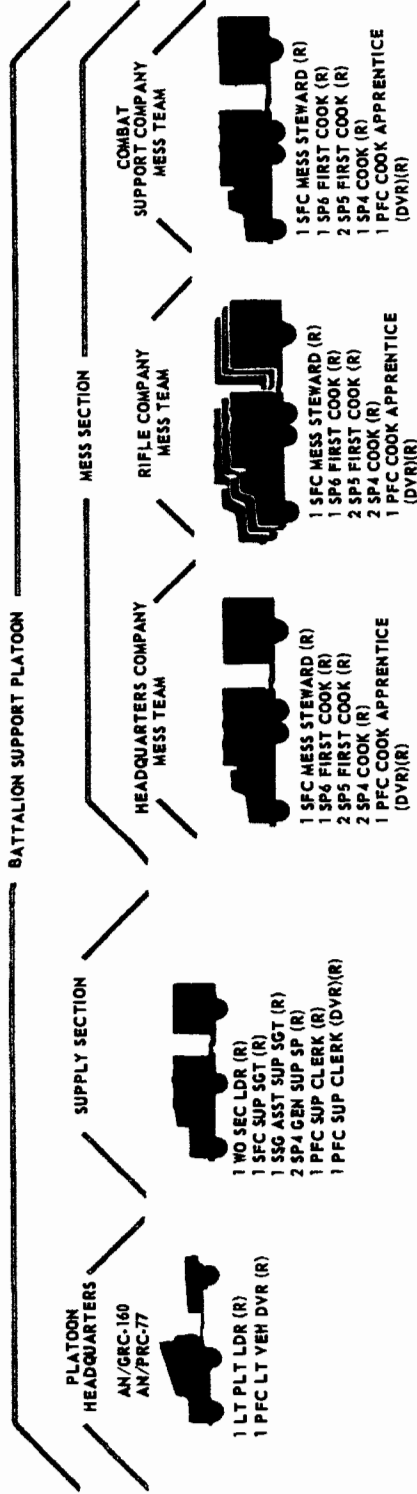 BATTALION SUPPORT PLATOON
PLATOON
HEADQUARTERS
AN/GRC-160
AN/PRC-77
1 LT PLT LDR (R)
1 PFC LT VEH DVR (R)
SUPPLY SECTION
1 WO SEC LDR (R)
1 SFC SUP SGT (R)
1 SSG ASST SUP SGT (R)
2 SP4 GEN SUP SP (R)
1 PFC SUP CLERK (R)
1 PFC SUP CLERK (DVR)(R)
MESS SECTION
HEADQUARTERS COMPANY
MESS TEAM
1 SFC MESS STEWARD (R)
1 SP6 FIRST COOK (R)
2 SP5 FIRST COOK (R)
2 SP4 COOK (R)
1 PFC COOK APPRENTICE
(DVR)(R)
RIFLE COMPANY
MESS TEAM
1 SFC MESS STEWARD (R)
1 SP6 FIRST COOK (R)
2 SP5 FIRST COOK (R)
2 SP4 COOK (R)
1 PFC COOK APPRENTICE
(DVR)(R)
COMBAT
SUPPORT COMPANY
MESS TEAM
1 SFC MESS STEWARD (R)
1 SP6 FIRST COOK (R)
2 SP5 FIRST COOK (R)
1 SP4 COOK (R)
1 PFC COOK APPRENTICE
(DVR)(R)